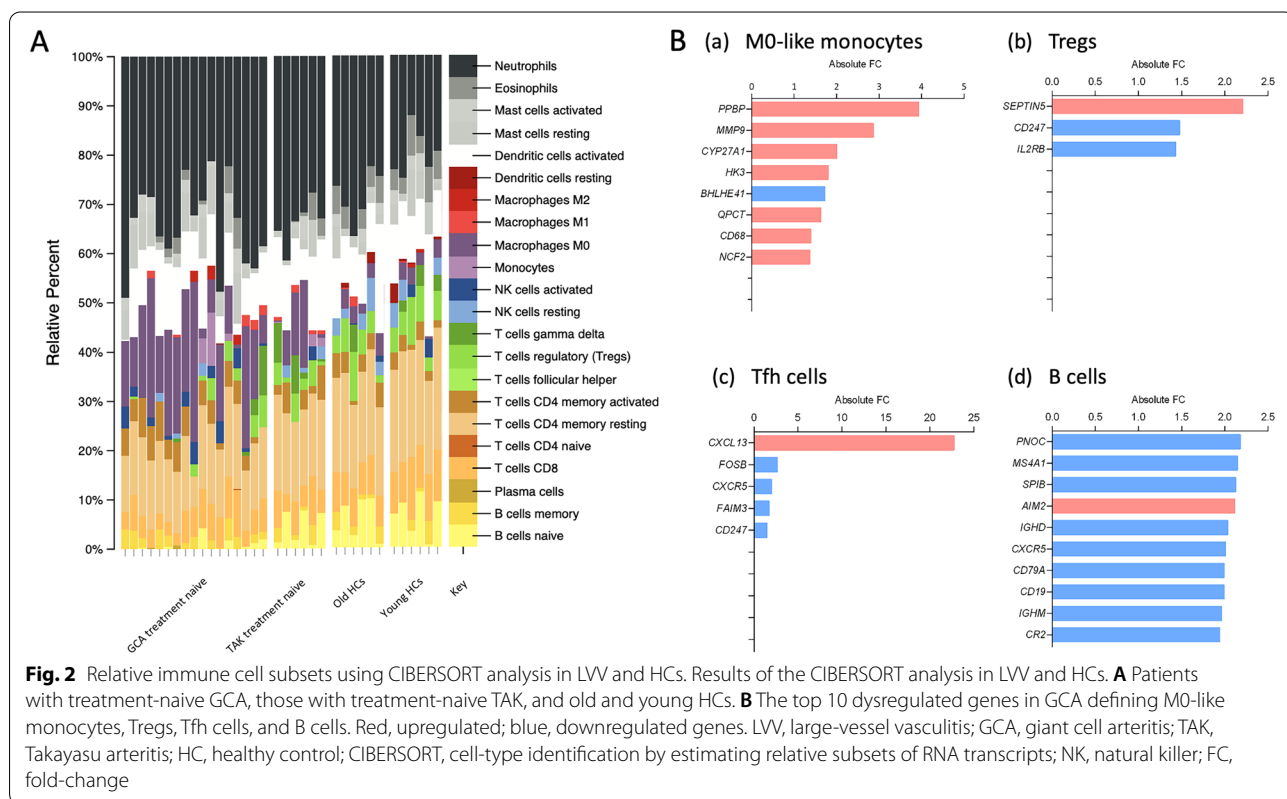 A
100%
90%
80%
70%
60%
50%
40%
30%
20%
10%
0%
Relative Percent
GCA treatment naive
TAK treatment naive
Old HCs
Young HCs
Key
Neutrophils
Eosinophils
Mast cells activated
Mast cells resting
Dendritic cells activated
Dendritic cells resting
Macrophages M2
Macrophages M1
Macrophages M0
Monocytes
NK cells activated
NK cells resting
T cells gamma delta
T cells regulatory (Tregs)
T cells follicular helper
T cells CD4 memory activated
T cells CD4 memory resting
T cells CD4 naive
T cells CD8
Plasma cells
B cells memory
B cells naive
B (a) M0-like monocytes
Absolute FC
0 1 2 3 4 5
PPBP
MMP9
CYP27A1
HK3
BHLHE41
QPCT
CD68
NCF2
(b) Tregs
Absolute FC
0.0 0.5 1.0 1.5 2.0 2.5
SEPTIN5
CD247
IL2RB
(c) Tfh cells
Absolute FC
0 5 10 15 20 25
CXCL13
FOSB
CXCR5
FAIM3
CD247
(d) B cells
Absolute FC
0.0 0.5 1.0 1.5 2.0 2.5
PNOC
MS4A1
SPIB
AIM2
IGHD
CXCR5
CD79A
CD19
IGHM
CR2
Fig. 2 Relative immune cell subsets using CIBERSORT analysis in LVV and HCs. Results of the CIBERSORT analysis in LVV and HCs. A Patients
with treatment-naive GCA, those with treatment-naive TAK, and old and young HCs. B The top 10 dysregulated genes in GCA defining M0-like
monocytes, Tregs, Tfh cells, and B cells. Red, upregulated; blue, downregulated genes. LVV, large-vessel vasculitis; GCA, giant cell arteritis; TAK,
Takayasu arteritis; HC, healthy control; CIBERSORT, cell-type identification by estimating relative subsets of RNA transcripts; NK, natural killer; FC,
fold-change